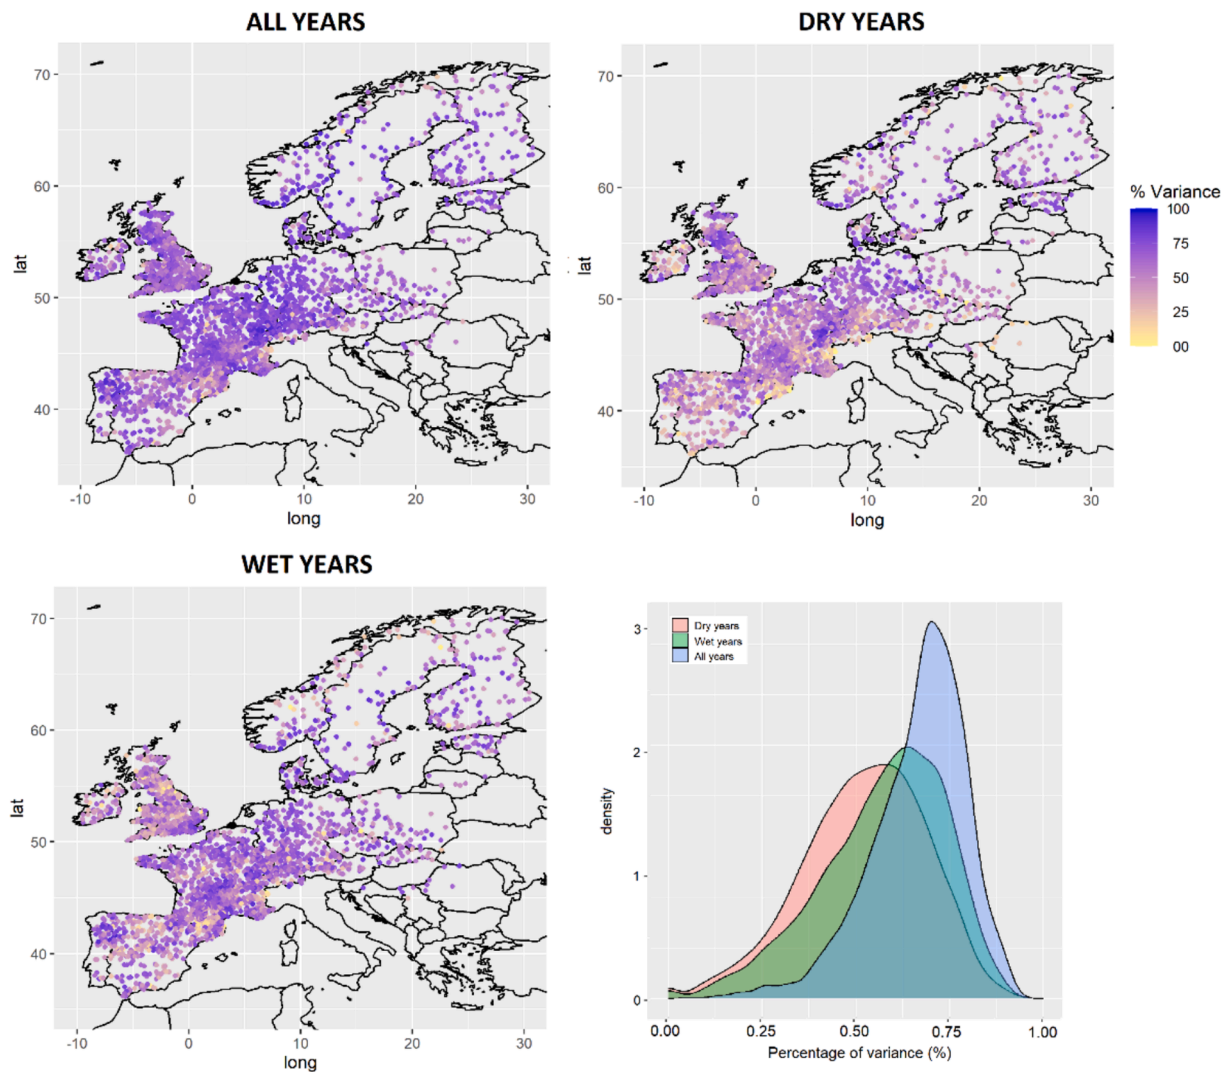 ALL YEARS
70
60
50
40
lat
-10 0 10 20 30
long
DRY YEARS
70
60
50
40
lat
-10 0 10 20 30
long
% Variance
100
75
50
25
00
WET YEARS
70
60
50
40
lat
-10 0 10 20 30
long
Dry years
Wet years
All years
3
2
1
0
density
0.00 0.25 0.50 0.75 1.00
Percentage of variance (%)